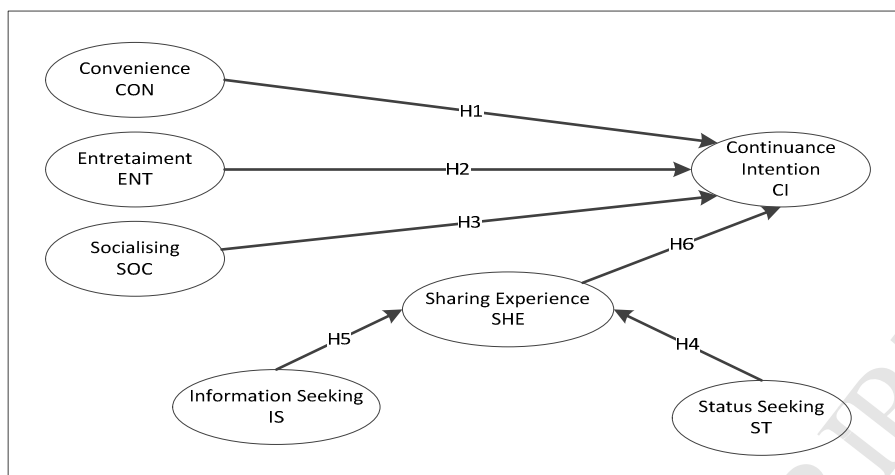 Convenience
CON
H1
Continuance
Intention
CI
Entretaiment
ENT
H2
Socialising
SOC
H3
H6
Sharing Experience
SHE
H5
H4
Information Seeking
IS
Status Seeking
ST